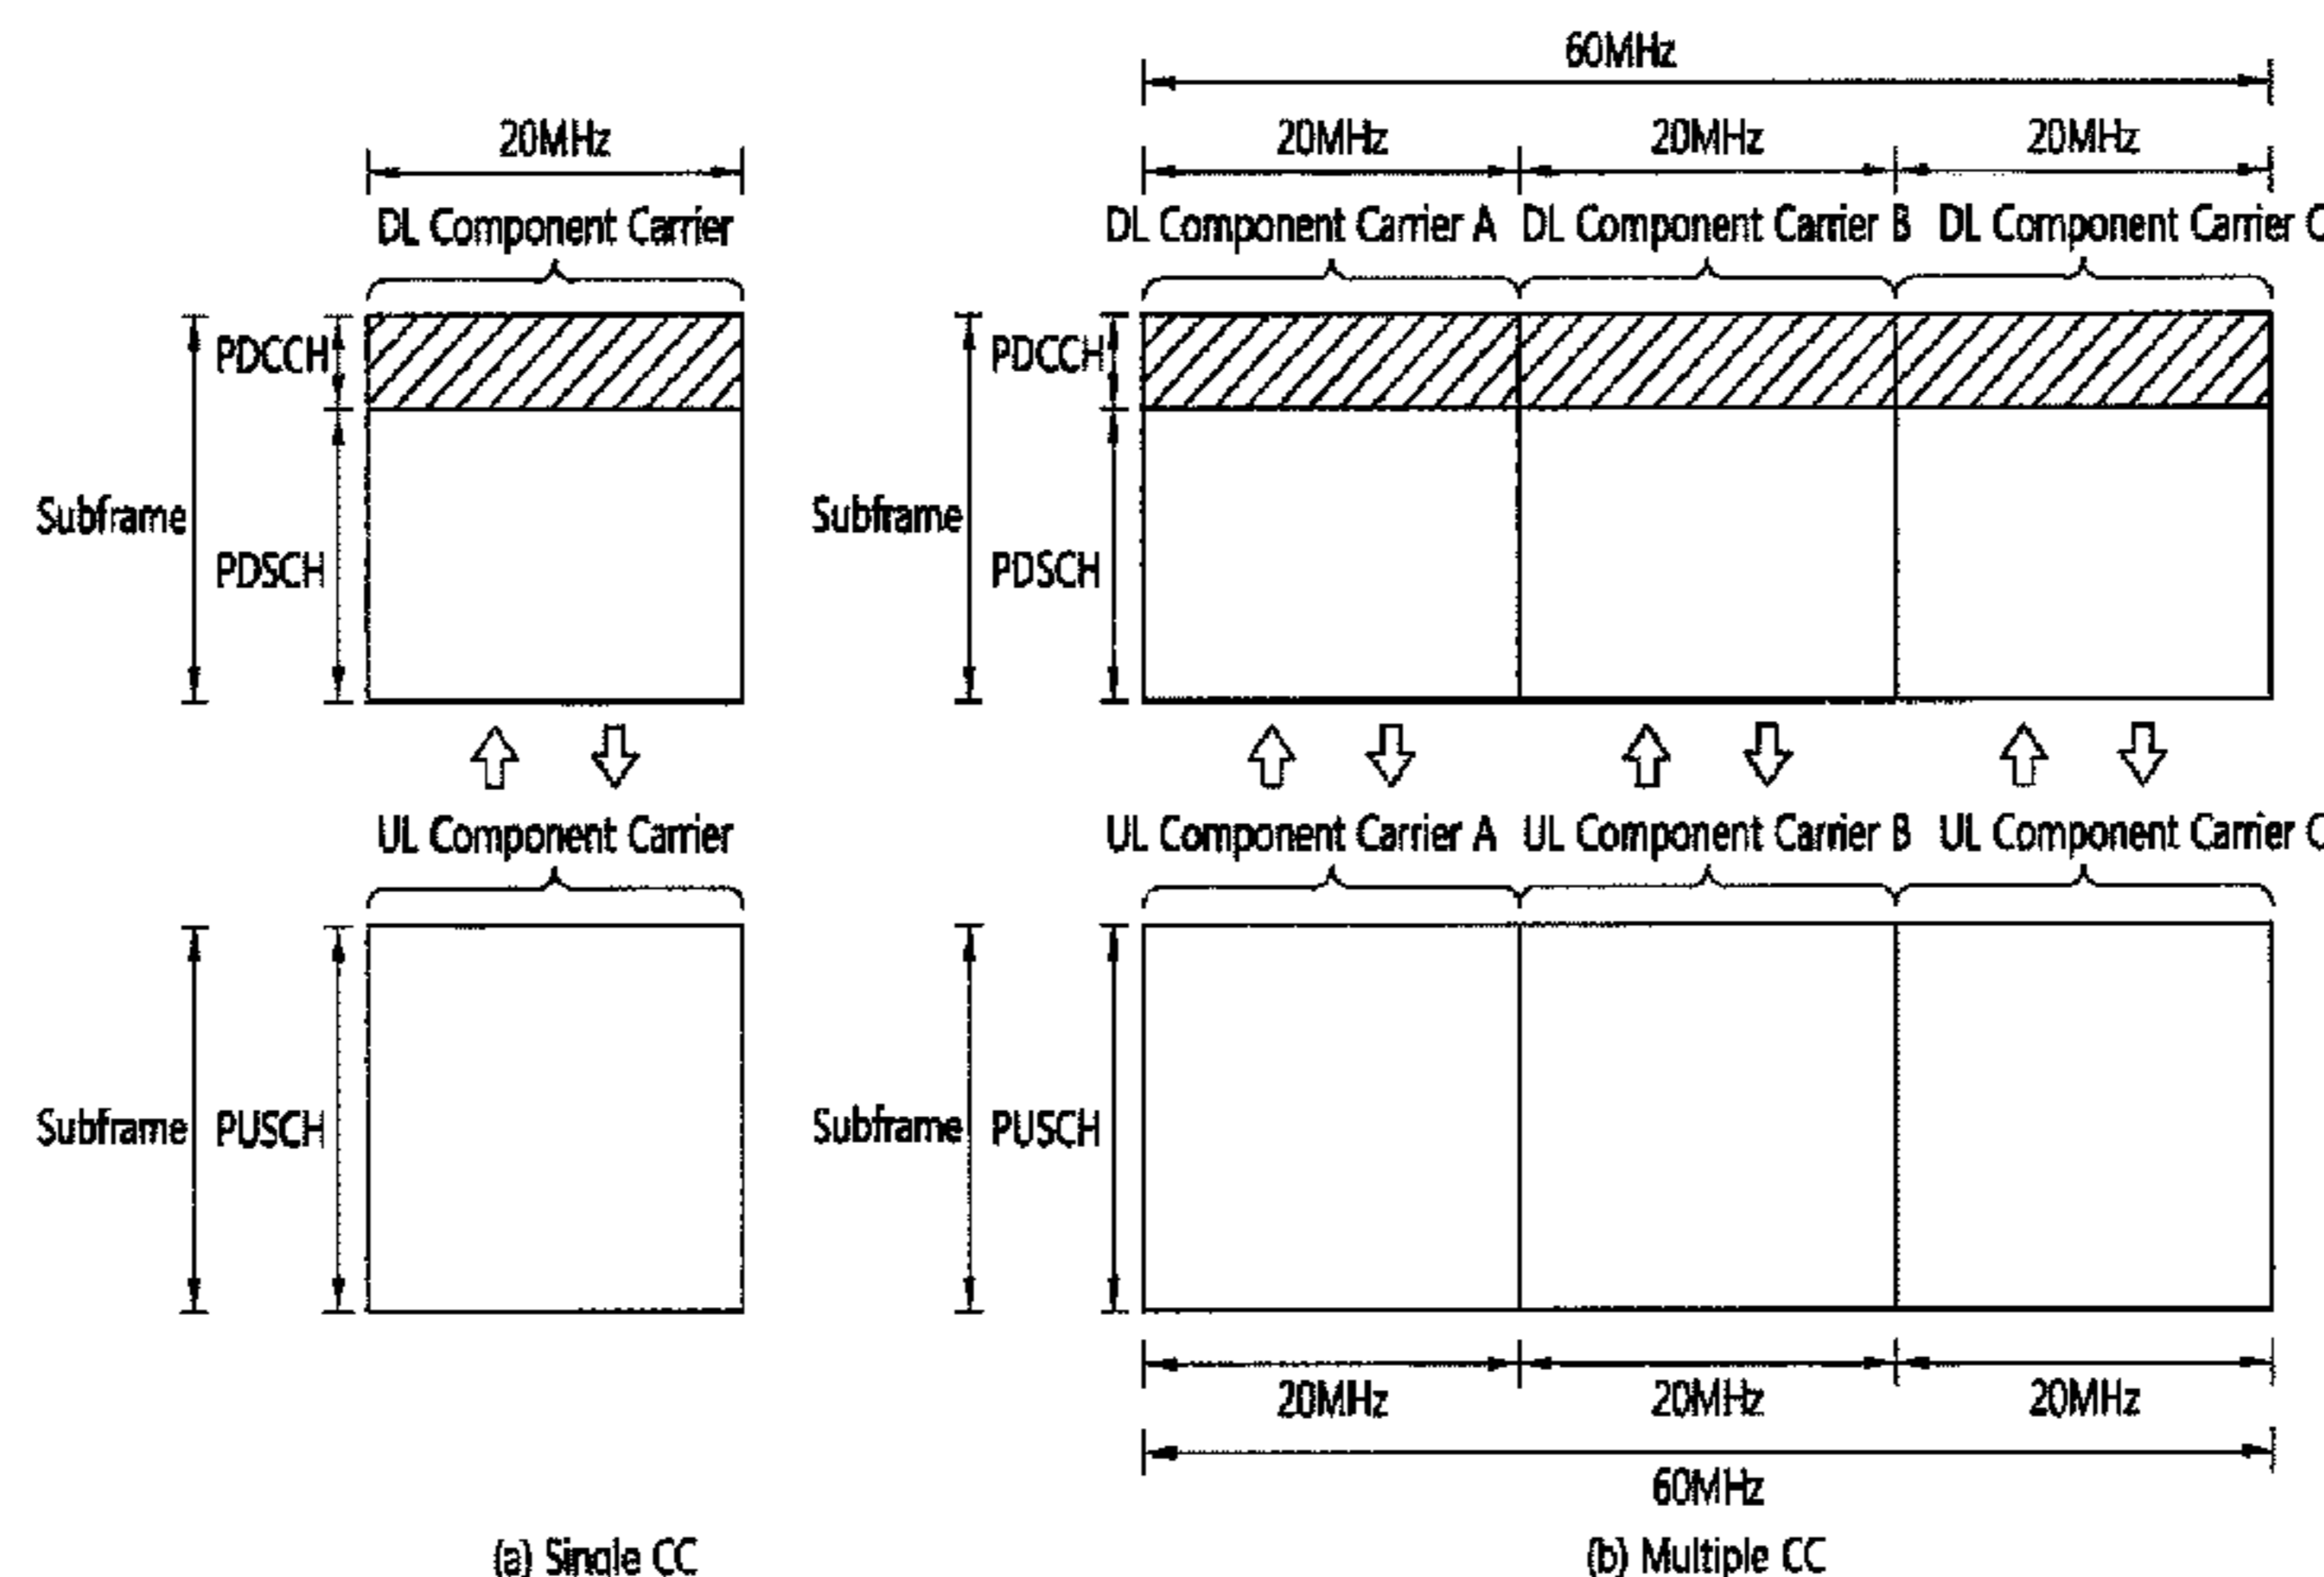 60MHz
20MHz 20MHz 20MHz 20MHz
DL Component Carrier DL Component Carrier A DL Component Carrier B DL Component Carrier C
PDCCH PDCCH
Subframe Subframe
PDSCH PDSCH
UL Component Carrier UL Component Carrier A UL Component Carrier B UL Component Carrier C
Subframe PUSCH Subframe PUSCH
20MHz 20MHz 20MHz
60MHz
(a) Single CC (b) Multiple CC